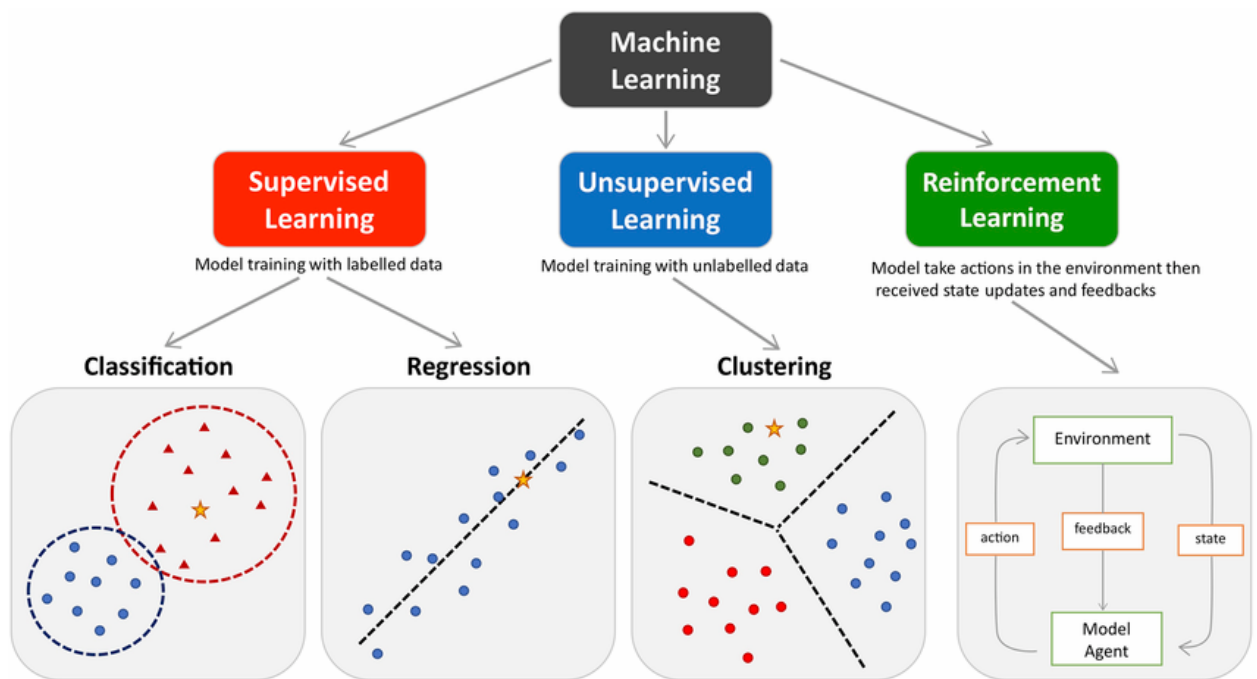 Machine
Learning
Supervised
Learning
Unsupervised
Learning
Reinforcement
Learning
Model training with labelled data
Model training with unlabelled data
Model take actions in the environment then
received state updates and feedbacks
Classification
Regression
Clustering
Environment
action
feedback
state
Model
Agent